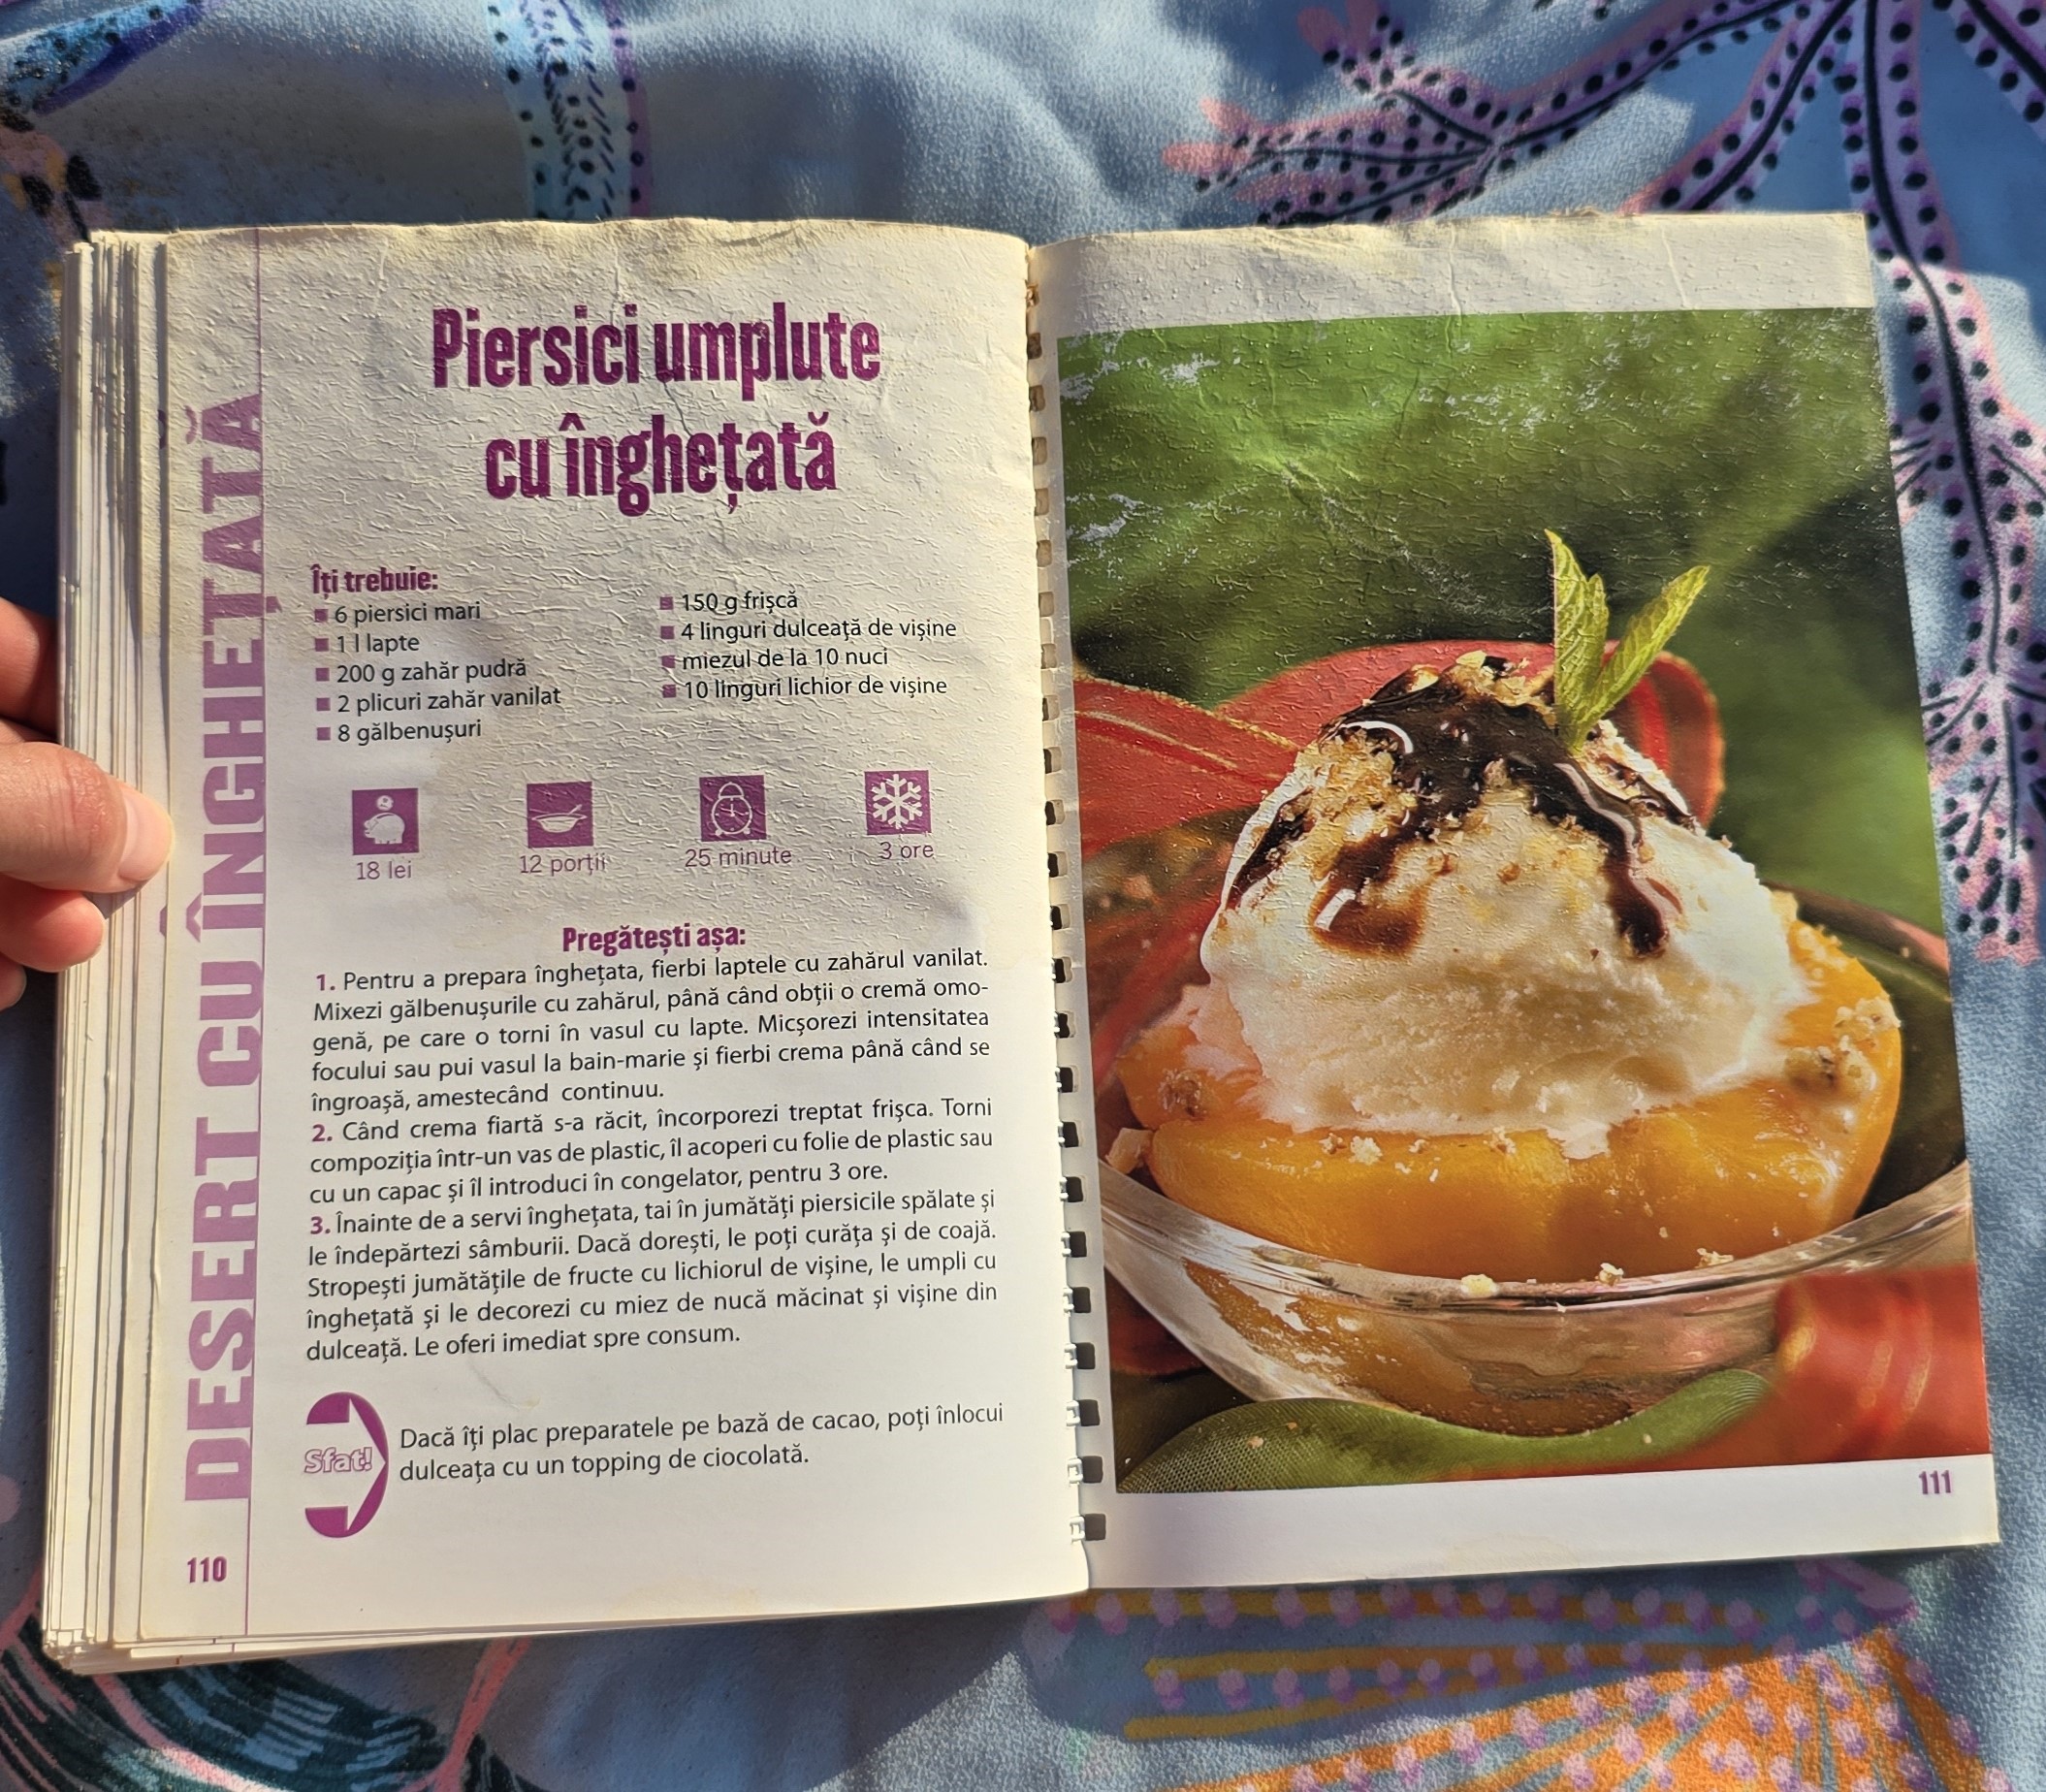 DESERT CU ÎNGHEȚATĂ
Piersici umplute
cu înghețată
Îți trebuie:
6 piersici mari
1 l lapte
200 g zahăr pudră
2 plicuri zahăr vanilat
8 gălbenușuri
150 g frișcă
4 linguri dulceață de vișine
miezul de la 10 nuci
10 linguri lichior de vișine
18 lei
12 porții
25 minute
3 ore
Pregătești așa:
1. Pentru a prepara înghețata, fierbi laptele cu zahărul vanilat.
Mixezi gălbenușurile cu zahărul, până când obții o cremă omo-
genă, pe care o torni în vasul cu lapte. Micșorezi intensitatea
focului sau pui vasul la bain-marie și fierbi crema până când se
îngroașă, amestecând continuu.
2. Când crema fiartă s-a răcit, încorporezi treptat frișca. Torni
compoziția într-un vas de plastic, îl acoperi cu folie de plastic sau
cu un capac și îl introduci în congelator, pentru 3 ore.
3. Înainte de a servi înghețata, tai în jumătăți piersicile spălate și
le îndepărtezi sâmburii. Dacă dorești, le poți curăța și de coajă.
Stropești jumătățile de fructe cu lichiorul de vișine, le umpli cu
înghețată și le decorezi cu miez de nucă măcinat și vișine din
dulceață. Le oferi imediat spre consum.
Sfat!
Dacă îți plac preparatele pe bază de cacao, poți înlocui
dulceața cu un topping de ciocolată.
110
111